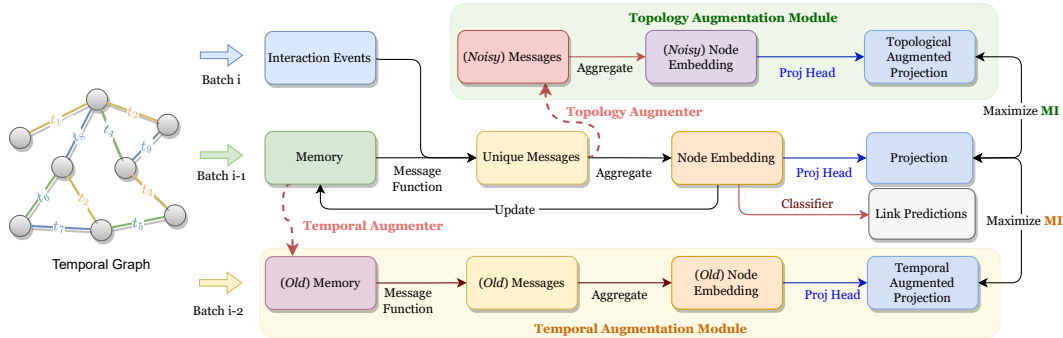 Topology Augmentation Module
Batch i
Interaction Events
(Noisy) Messages
Aggregate
(Noisy) Node
Embedding
Proj Head
Topological
Augmented
Projection
Topology Augmenter
Maximize MI
t1
t2
t8
t4
t9
t6
t2
t3
t7
t5
Temporal Graph
Batch i-1
Memory
Message
Function
Unique Messages
Aggregate
Node Embedding
Proj Head
Projection
Update
Classifier
Link Predictions
Temporal Augmenter
Maximize MI
Batch i-2
(Old) Memory
Message
Function
(Old) Messages
Aggregate
(Old) Node
Embedding
Proj Head
Temporal
Augmented
Projection
Temporal Augmentation Module